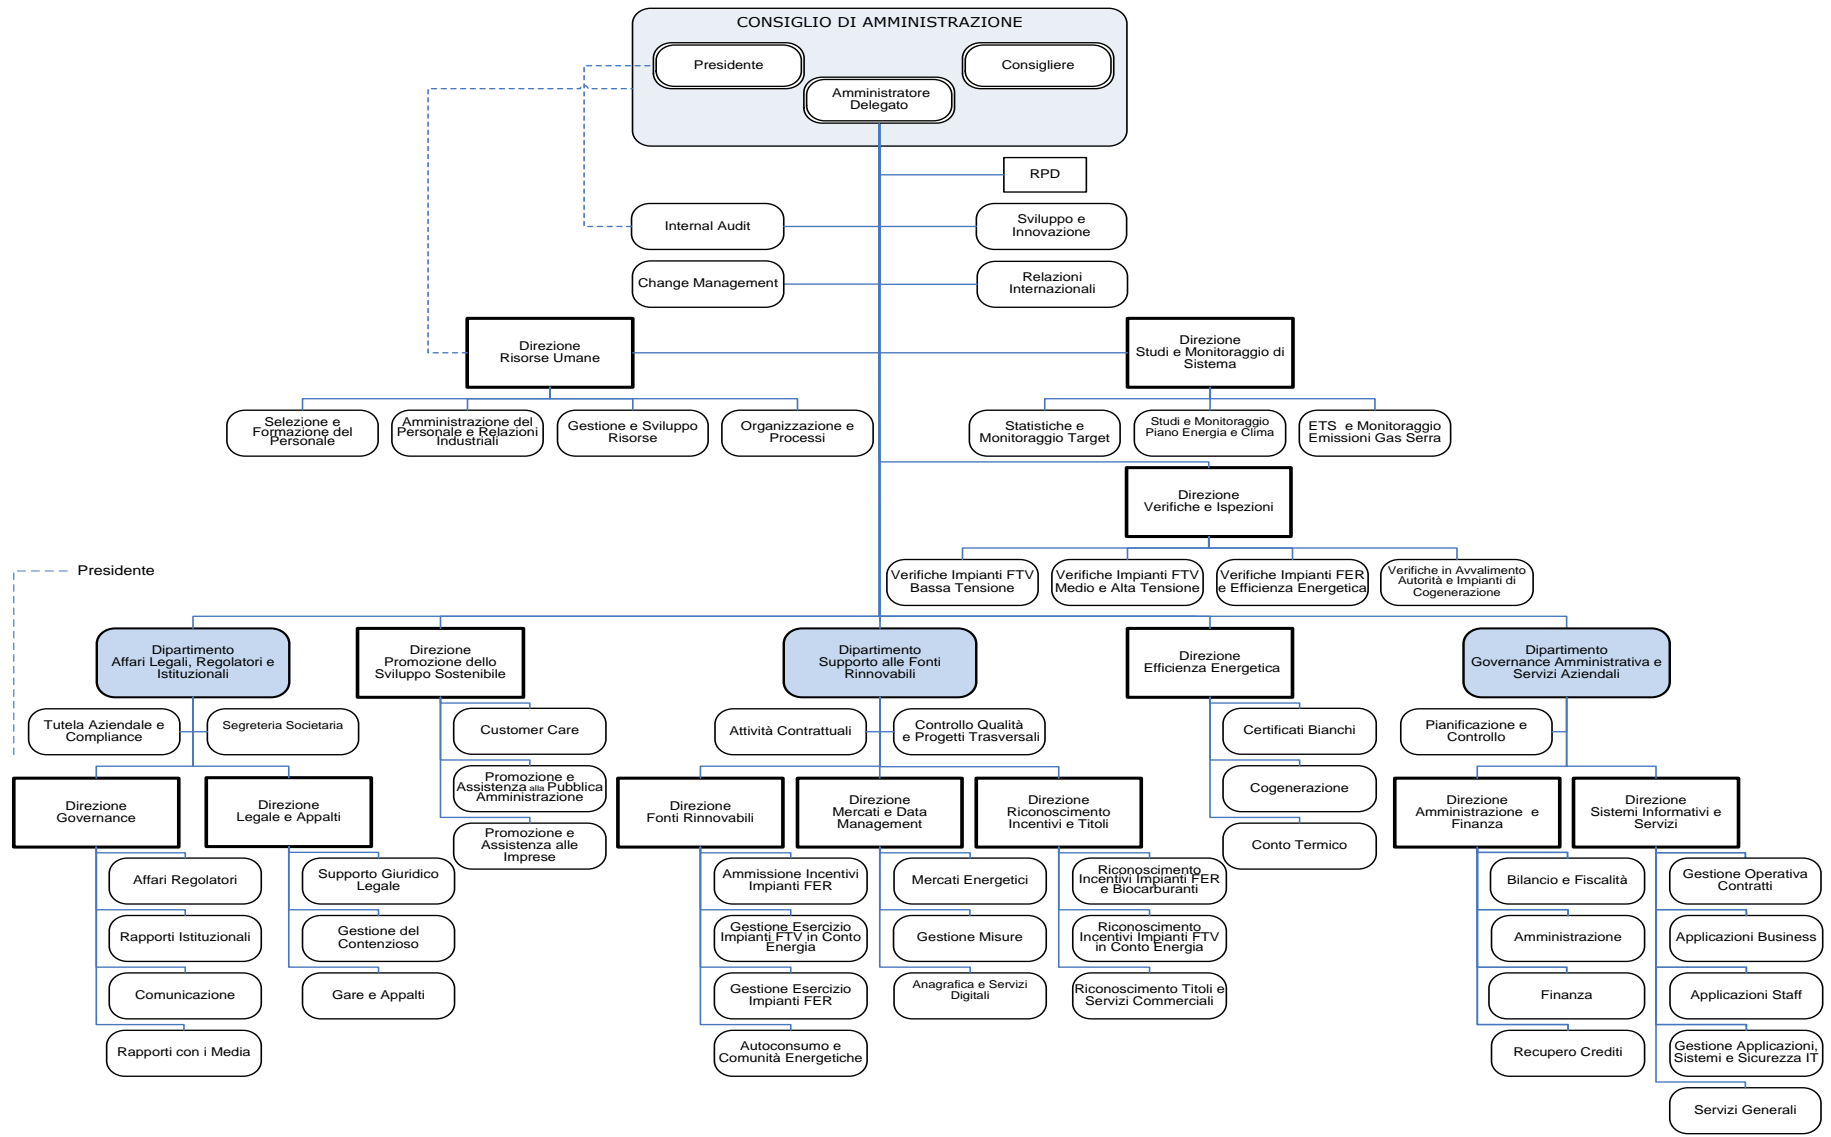 CONSIGLIO DI AMMINISTRAZIONE
Presidente
Consigliere
Amministratore
Delegato
RPD
Internal Audit
Sviluppo e
Innovazione
Change Management
Relazioni
Internazionali
Direzione
Risorse Umane
Direzione
Studi e Monitoraggio di
Sistema
Selezione e
Formazione del
Personale
Amministrazione del
Personale e Relazioni
Industriali
Gestione e Sviluppo
Risorse
Organizzazione e
Processi
Statistiche e
Monitoraggio Target
Studi e Monitoraggio
Piano Energia e Clima
ETS e Monitoraggio
Emissioni Gas Serra
Direzione
Verifiche e Ispezioni
Verifiche Impianti FTV
Bassa Tensione
Verifiche Impianti FTV
Medio e Alta Tensione
Verifiche Impianti FER
e Efficienza Energetica
Verifiche in Avvalimento
Autorità e Impianti di
Cogenerazione
Presidente
Dipartimento
Affari Legali, Regolatori e
Istituzionali
Direzione
Promozione dello
Sviluppo Sostenibile
Dipartimento
Supporto alle Fonti
Rinnovabili
Direzione
Efficienza Energetica
Dipartimento
Governance Amministrativa e
Servizi Aziendali
Tutela Aziendale e
Compliance
Segreteria Societaria
Customer Care
Attività Contrattuali
Controllo Qualità
e Progetti Trasversali
Certificati Bianchi
Pianificazione e
Controllo
Promozione e
Assistenza alla Pubblica
Amministrazione
Cogenerazione
Promozione e
Assistenza alle
Imprese
Conto Termico
Direzione
Governance
Direzione
Legale e Appalti
Direzione
Fonti Rinnovabili
Direzione
Mercati e Data
Management
Direzione
Riconoscimento
Incentivi e Titoli
Direzione
Amministrazione e
Finanza
Direzione
Sistemi Informativi e
Servizi
Affari Regolatori
Supporto Giuridico
Legale
Ammissione Incentivi
Impianti FER
Mercati Energetici
Riconoscimento
Incentivi Impianti FER
e Biocarburanti
Bilancio e Fiscalità
Gestione Operativa
Contratti
Rapporti Istituzionali
Gestione del
Contenzioso
Gestione Esercizio
Impianti FTV in Conto
Energia
Gestione Misure
Riconoscimento
Incentivi Impianti FTV
in Conto Energia
Amministrazione
Applicazioni Business
Comunicazione
Gare e Appalti
Gestione Esercizio
Impianti FER
Anagrafica e Servizi
Digitali
Riconoscimento Titoli e
Servizi Commerciali
Finanza
Applicazioni Staff
Rapporti con i Media
Autoconsumo e
Comunità Energetiche
Recupero Crediti
Gestione Applicazioni,
Sistemi e Sicurezza IT
Servizi Generali